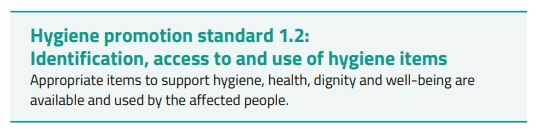 Hygiene promotion standard 1.2:
Identification, access to and use of hygiene items
Appropriate items to support hygiene, health, dignity and well-being are
available and used by the affected people.